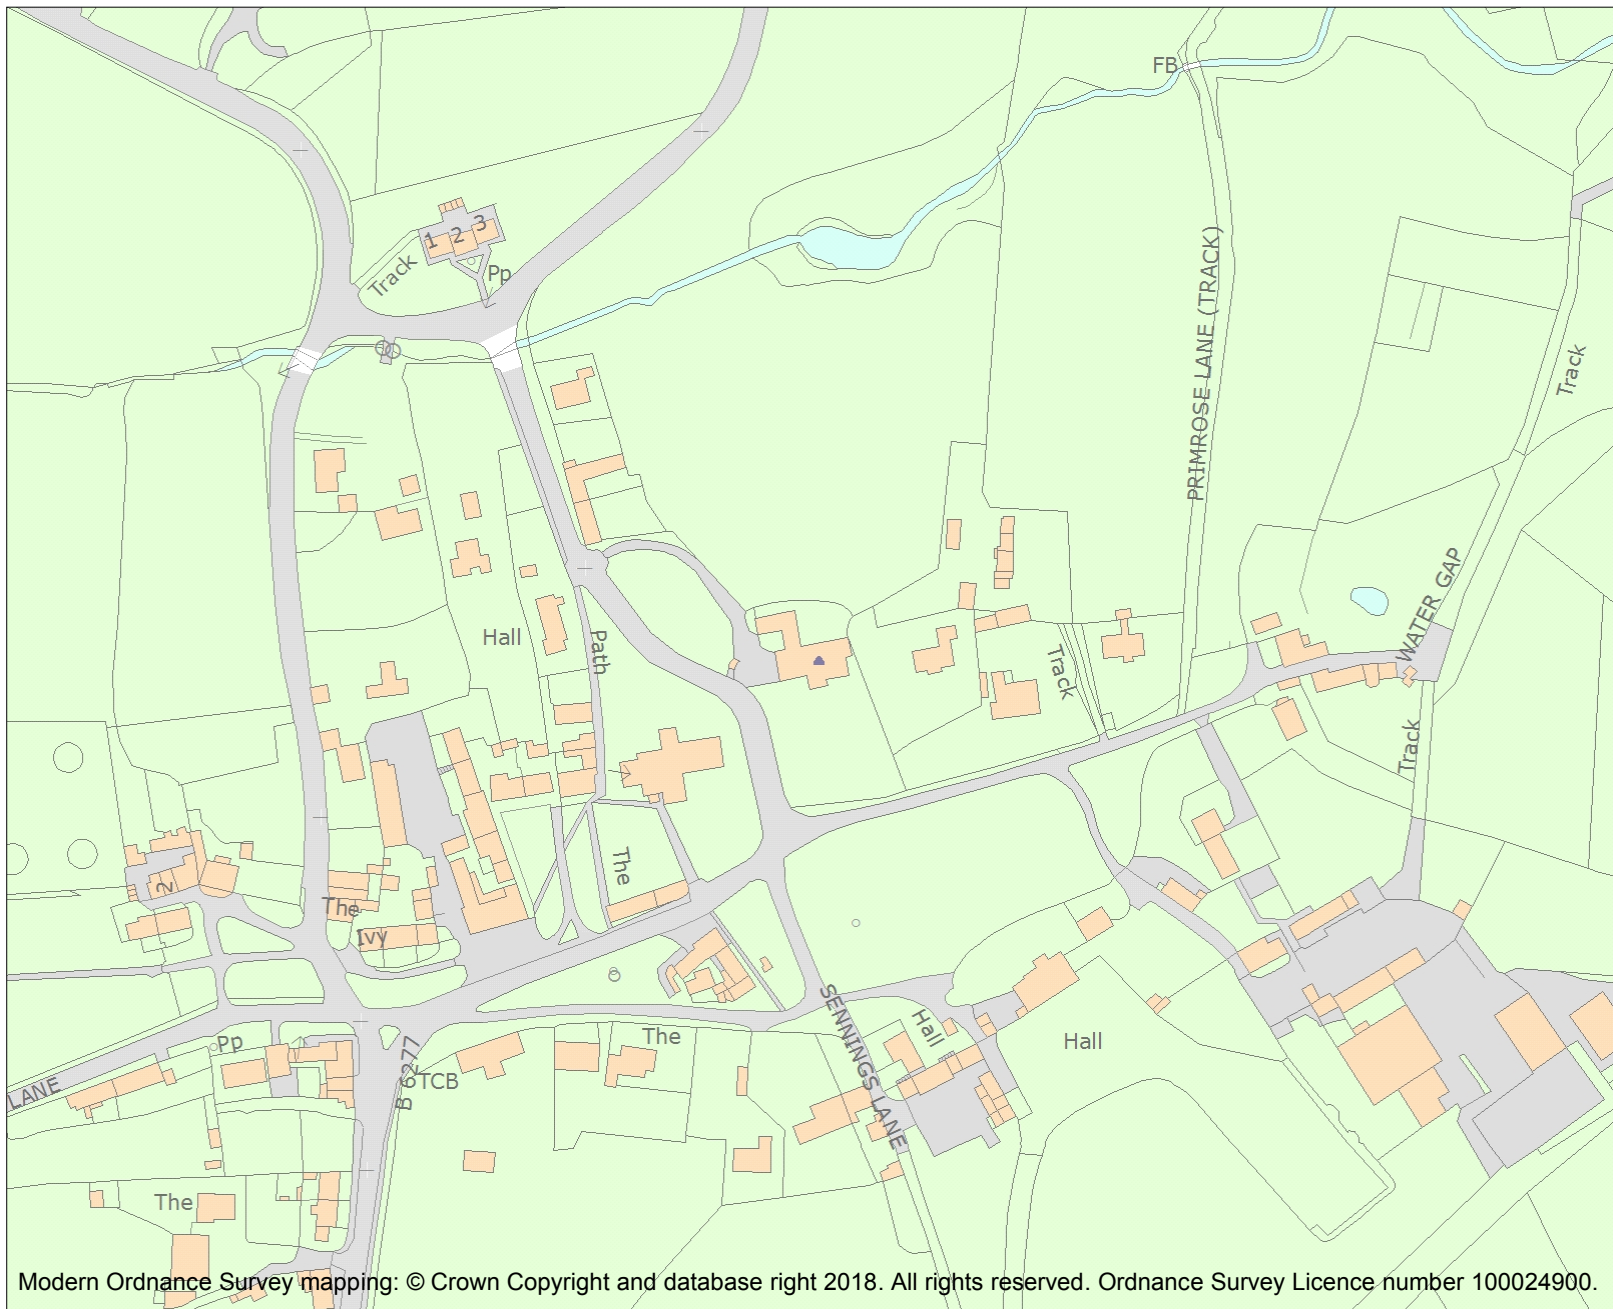 FB
1 2 3
Track
Pp
PRIMROSE LANE (TRACK)
Track
WATER GAP
Hall
Path
Track
Track
The
2
The
Ivy
SENNINGS LANE
Hall
The
Hall
Pp
LANE
B 6277
TCB
The
Modern Ordnance Survey mapping: © Crown Copyright and database right 2018. All rights reserved. Ordnance Survey Licence number 100024900.